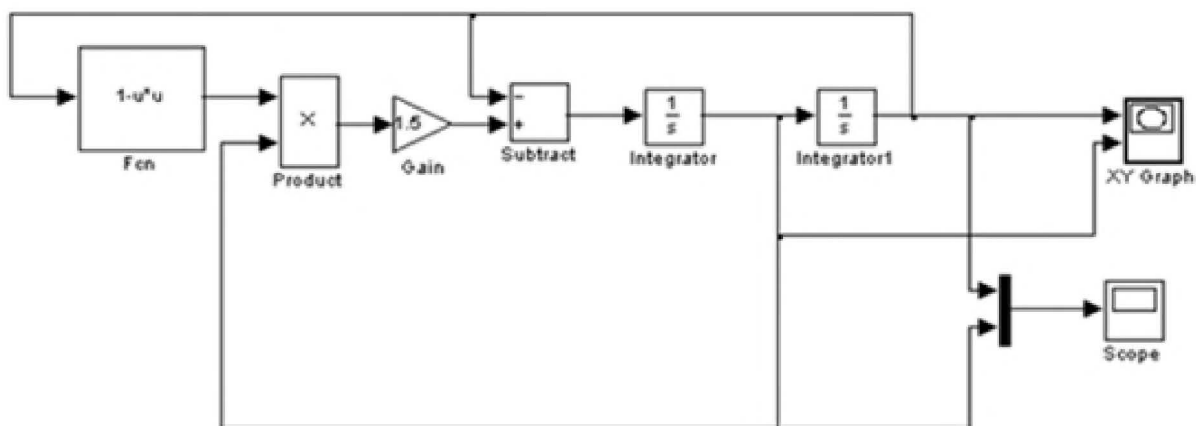 1-u*u
Fcn
X
Product
1.5
Gain
−
+
Subtract
1
s
Integrator
1
s
Integrator1
XY Graph
Scope